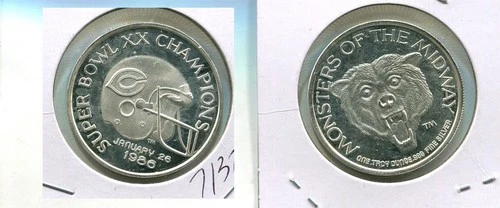 SUPER BOWL XX CHAMPIONS
C
TM
JANUARY 26
1986
713-
MONSTERS OF THE MIDWAY
TM
ONE TROY OUNCE .999 FINE SILVER